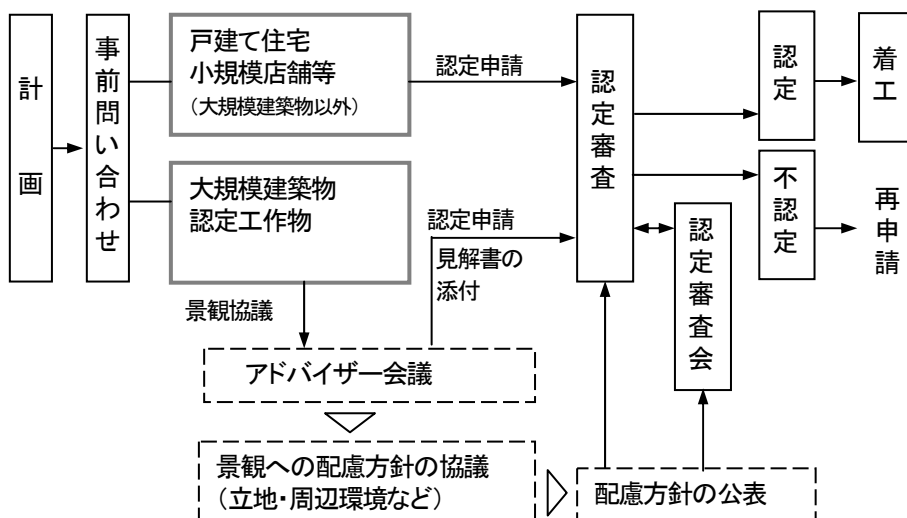 計画
事前問い合わせ
戸建て住宅
小規模店舗等
（大規模建築物以外）
認定申請
大規模建築物
認定工作物
認定申請
見解書の
添付
景観協議
アドバイザー会議
景観への配慮方針の協議
（立地・周辺環境など）
配慮方針の公表
認定審査
認定審査会
認定
着工
不認定
再申請